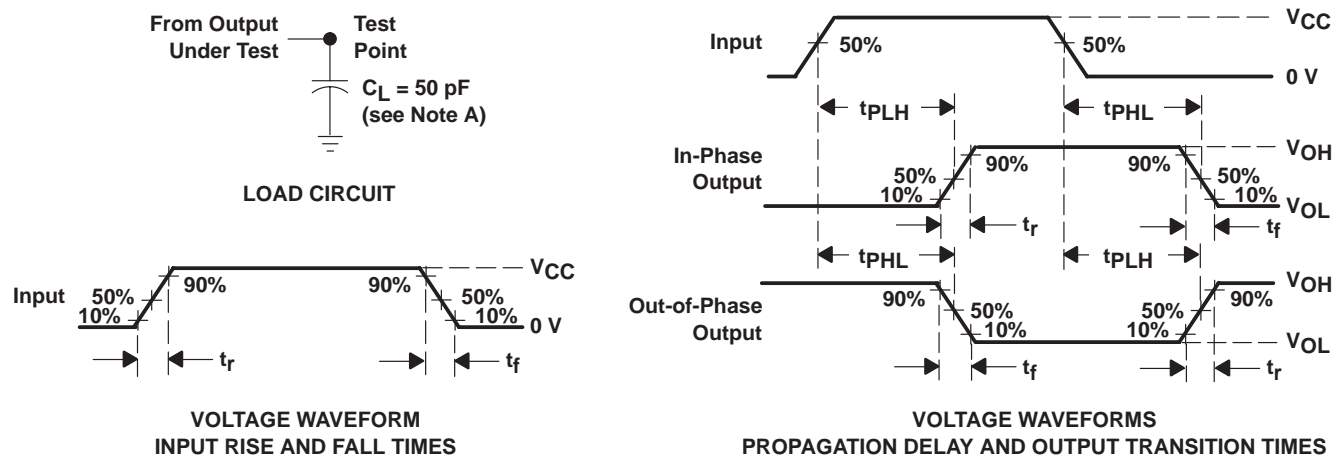 From Output
Under Test
Test
Point
CL = 50 pF
(see Note A)
LOAD CIRCUIT
Input
50%
10%
90%
90%
50%
10%
VCC
0 V
tr
tf
VOLTAGE WAVEFORM
INPUT RISE AND FALL TIMES
Input
50%
50%
VCC
0 V
tPLH
tPHL
In-Phase
Output
90%
50%
10%
90%
50%
10%
VOH
VOL
tr
tf
tPHL
tPLH
Out-of-Phase
Output
90%
50%
10%
50%
10%
90%
VOH
VOL
tf
tr
VOLTAGE WAVEFORMS
PROPAGATION DELAY AND OUTPUT TRANSITION TIMES